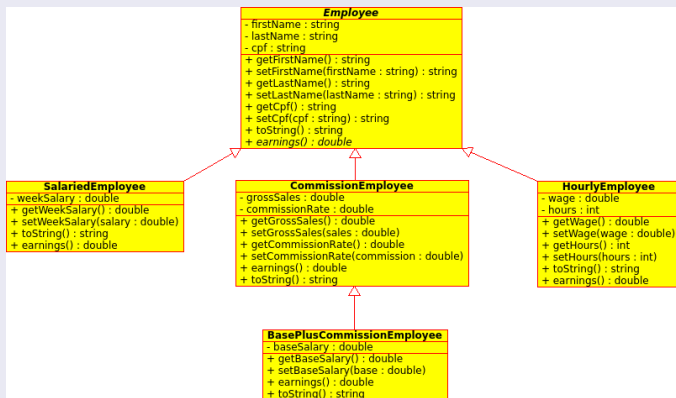 Employee
- firstName : string
- lastName : string
- cpf : string
+ getFirstName() : string
+ setFirstName(firstName : string) : string
+ getLastName() : string
+ setLastName(lastName : string) : string
+ getCpf() : string
+ setCpf(cpf : string) : string
+ toString() : string
+ earnings() : double
SalariedEmployee
- weekSalary : double
+ getWeekSalary() : double
+ setWeekSalary(salary : double)
+ toString() : string
+ earnings() : double
CommissionEmployee
- grossSales : double
- commissionRate : double
+ getGrossSales() : double
+ setGrossSales(sales : double)
+ getCommissionRate() : double
+ setCommissionRate(commission : double)
+ earnings() : double
+ toString() : string
HourlyEmployee
- wage : double
- hours : int
+ getWage() : double
+ setWage(wage : double)
+ getHours() : int
+ setHours(hours : int)
+ toString() : string
+ earnings() : double
BasePlusCommissionEmployee
- baseSalary : double
+ getBaseSalary() : double
+ setBaseSalary(base : double)
+ earnings() : double
+ toString() : string